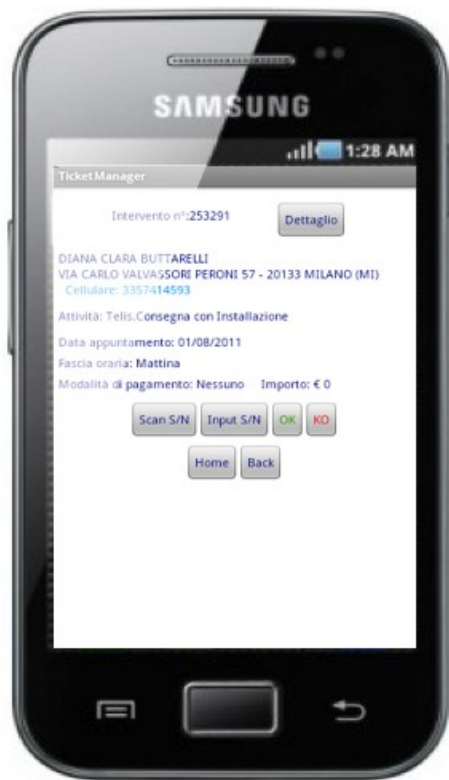 SAMSUNG
1:28 AM
TicketManager
Intervento n°:253291 Dettaglio
DIANA CLARA BUTTARELLI
VIA CARLO VALVASSORI PERONI 57 - 20133 MILANO (MI)
Cellulare: 3357414593
Attività: Telis.Consegna con Installazione
Data appuntamento: 01/08/2011
Fascia oraria: Mattina
Modalità di pagamento: Nessuno Importo: € 0
Scan S/N Input S/N OK KO
Home Back